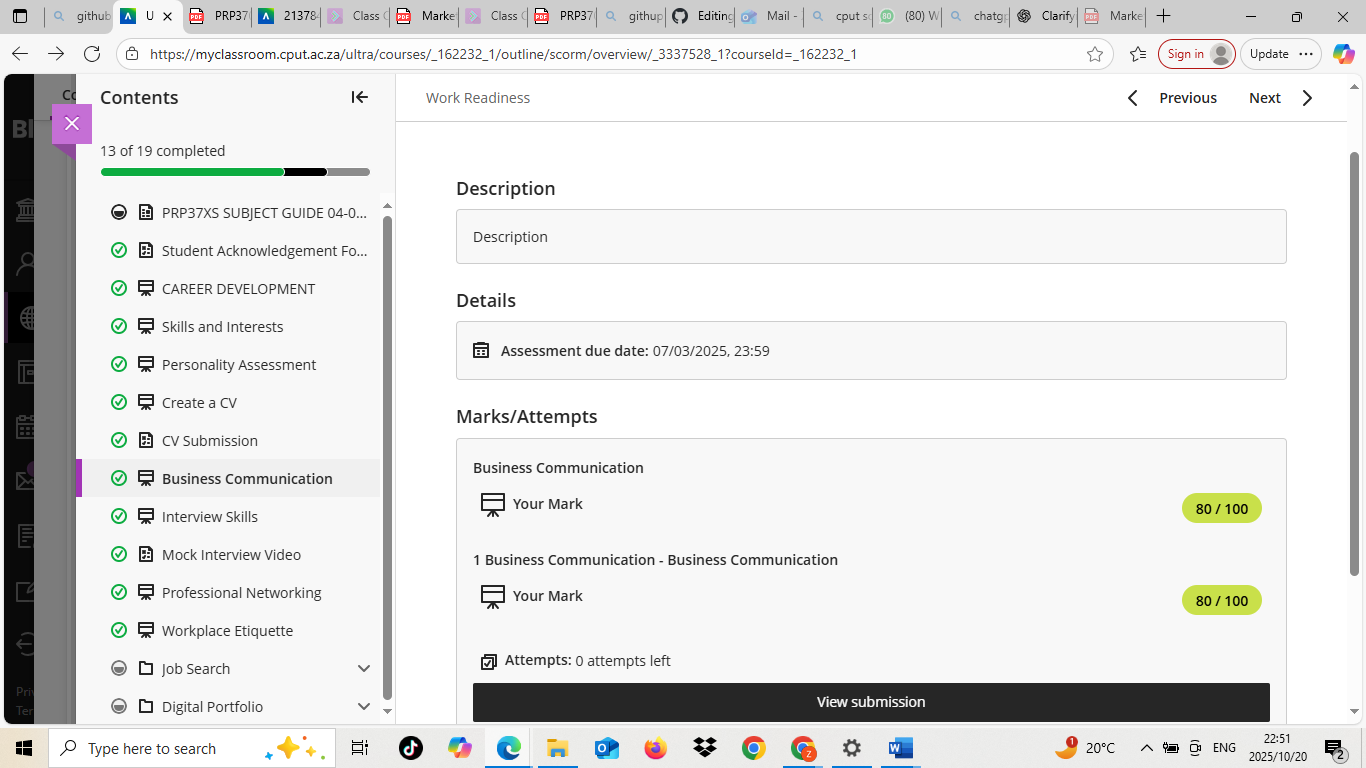 github
U
PRP37
213784
Class C
Marke
Class C
PRP37
githup
Editing
Mail -
cput sc
(80) W
chatgp
Clarify
Marke
https://myclassroom.cput.ac.za/ultra/courses/_162232_1/outline/scorm/overview/_3337528_1?courseId=_162232_1
Sign in
Update
Contents
Work Readiness
Previous
Next
13 of 19 completed
PRP37XS SUBJECT GUIDE 04-0...
Student Acknowledgement Fo...
CAREER DEVELOPMENT
Skills and Interests
Personality Assessment
Create a CV
CV Submission
Business Communication
Interview Skills
Mock Interview Video
Professional Networking
Workplace Etiquette
Job Search
Digital Portfolio
Description
Description
Details
Assessment due date: 07/03/2025, 23:59
Marks/Attempts
Business Communication
Your Mark
80 / 100
1 Business Communication - Business Communication
Your Mark
80 / 100
Attempts: 0 attempts left
View submission
Type here to search
1
20°C
ENG
22:51
2025/10/20
2